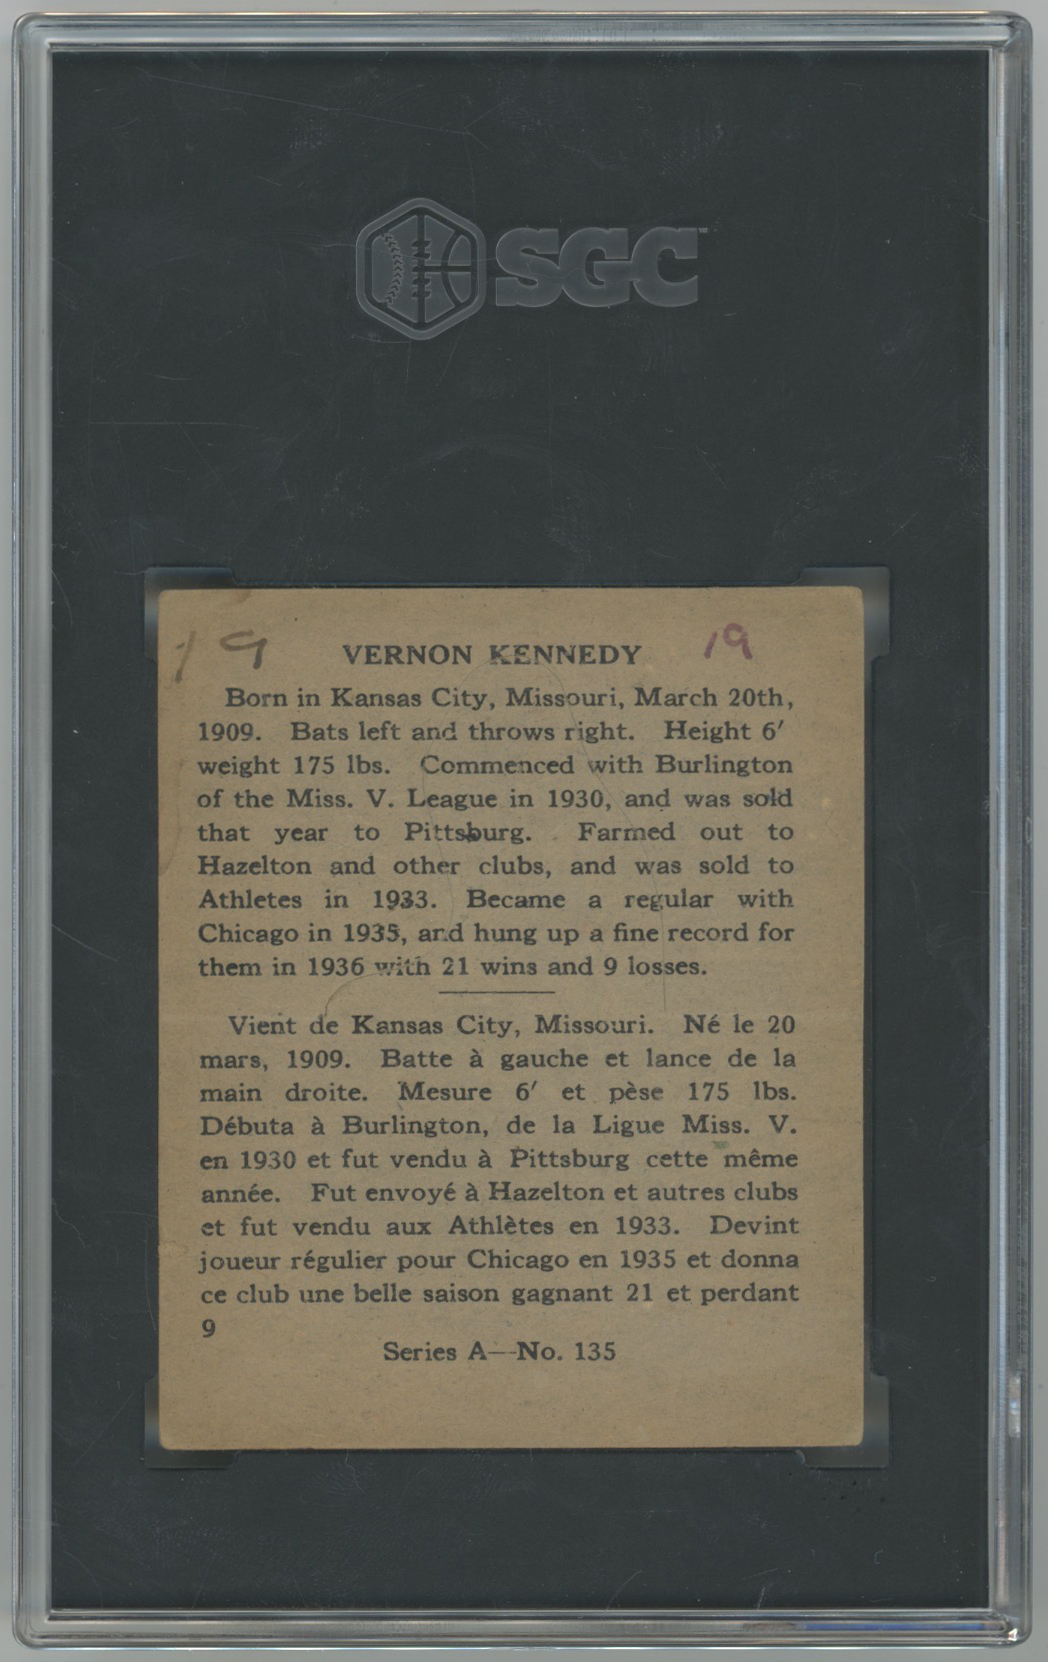 SGC
19 VERNON KENNEDY 19
Born in Kansas City, Missouri, March 20th,
1909. Bats left and throws right. Height 6′
weight 175 lbs. Commenced with Burlington
of the Miss. V. League in 1930, and was sold
that year to Pittsburg. Farmed out to
Hazelton and other clubs, and was sold to
Athletes in 1933. Became a regular with
Chicago in 1935, and hung up a fine record for
them in 1936 with 21 wins and 9 losses.
Vient de Kansas City, Missouri. Né le 20
mars, 1909. Batte à gauche et lance de la
main droite. Mesure 6′ et pèse 175 lbs.
Débuta à Burlington, de la Ligue Miss. V.
en 1930 et fut vendu à Pittsburg cette même
année. Fut envoyé à Hazelton et autres clubs
et fut vendu aux Athlètes en 1933. Devint
joueur régulier pour Chicago en 1935 et donna
ce club une belle saison gagnant 21 et perdant
9
Series A—No. 135